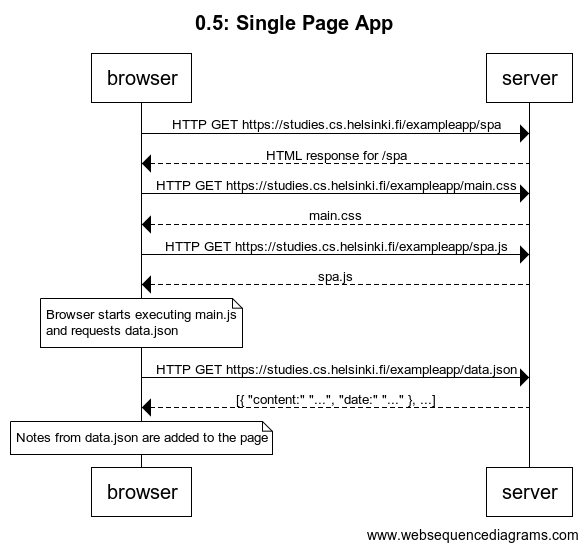 0.5: Single Page App
browser
server
HTTP GET https://studies.cs.helsinki.fi/exampleapp/spa
HTML response for /spa
HTTP GET https://studies.cs.helsinki.fi/exampleapp/main.css
main.css
HTTP GET https://studies.cs.helsinki.fi/exampleapp/spa.js
spa.js
Browser starts executing main.js
and requests data.json
HTTP GET https://studies.cs.helsinki.fi/exampleapp/data.json
[{ "content:" "...", "date:" "..." }, ...]
Notes from data.json are added to the page
browser
server
www.websequencediagrams.com